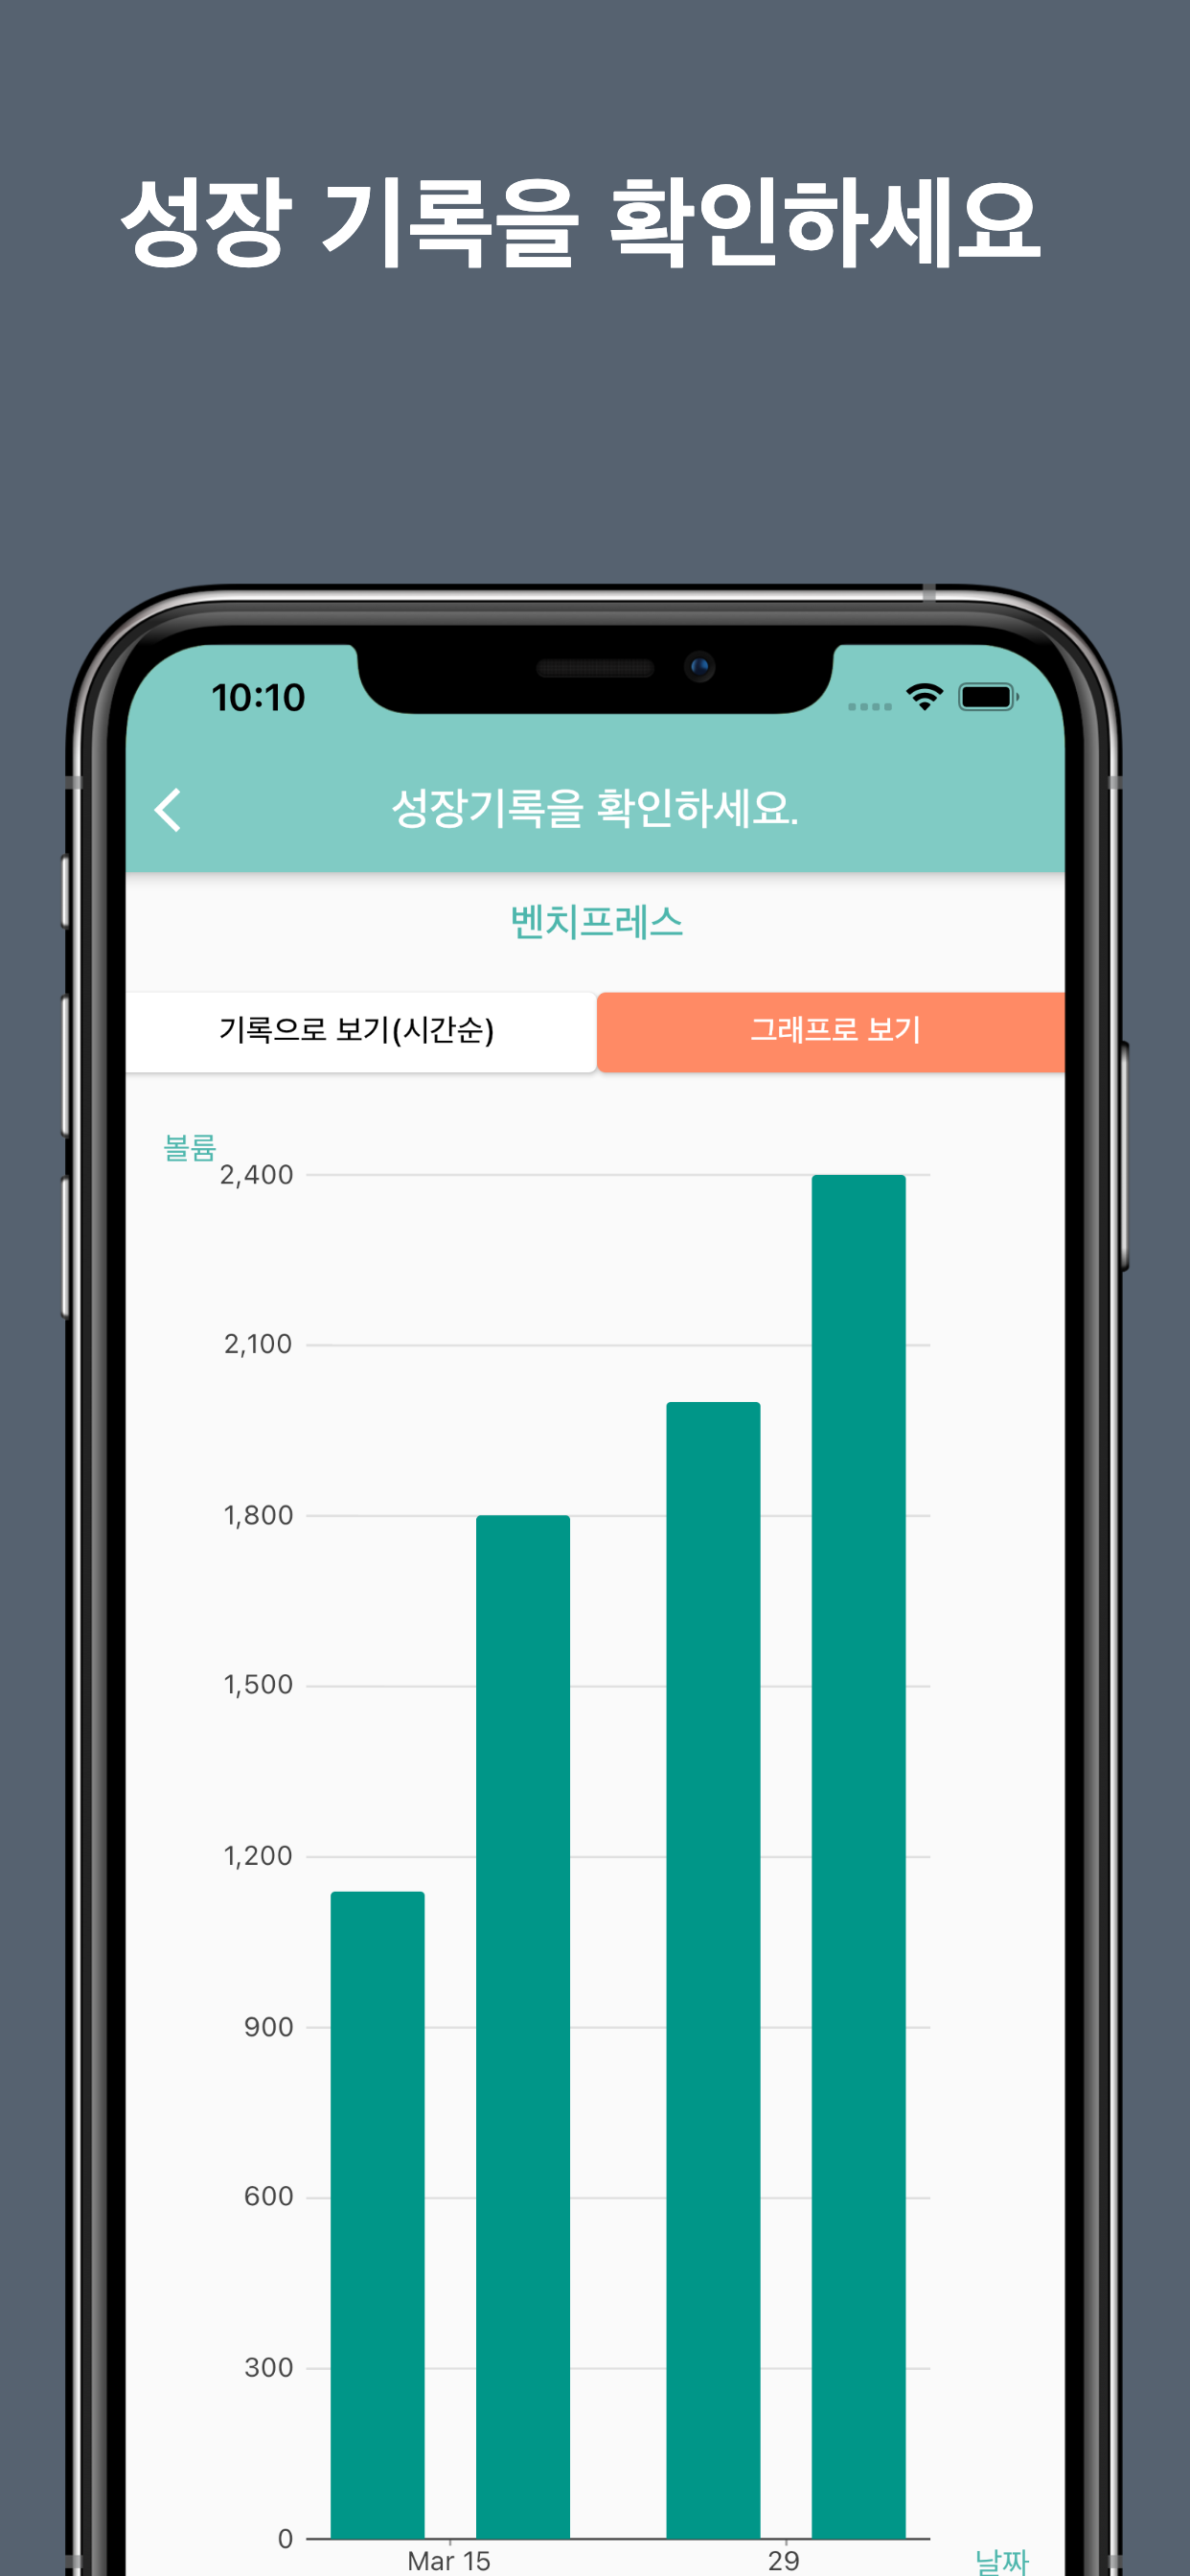 성장 기록을 확인하세요
10:10
성장기록을 확인하세요.
벤치프레스
기록으로 보기(시간순)
그래프로 보기
볼륨
2,400
2,100
1,800
1,500
1,200
900
600
300
0
Mar 15
29
날짜